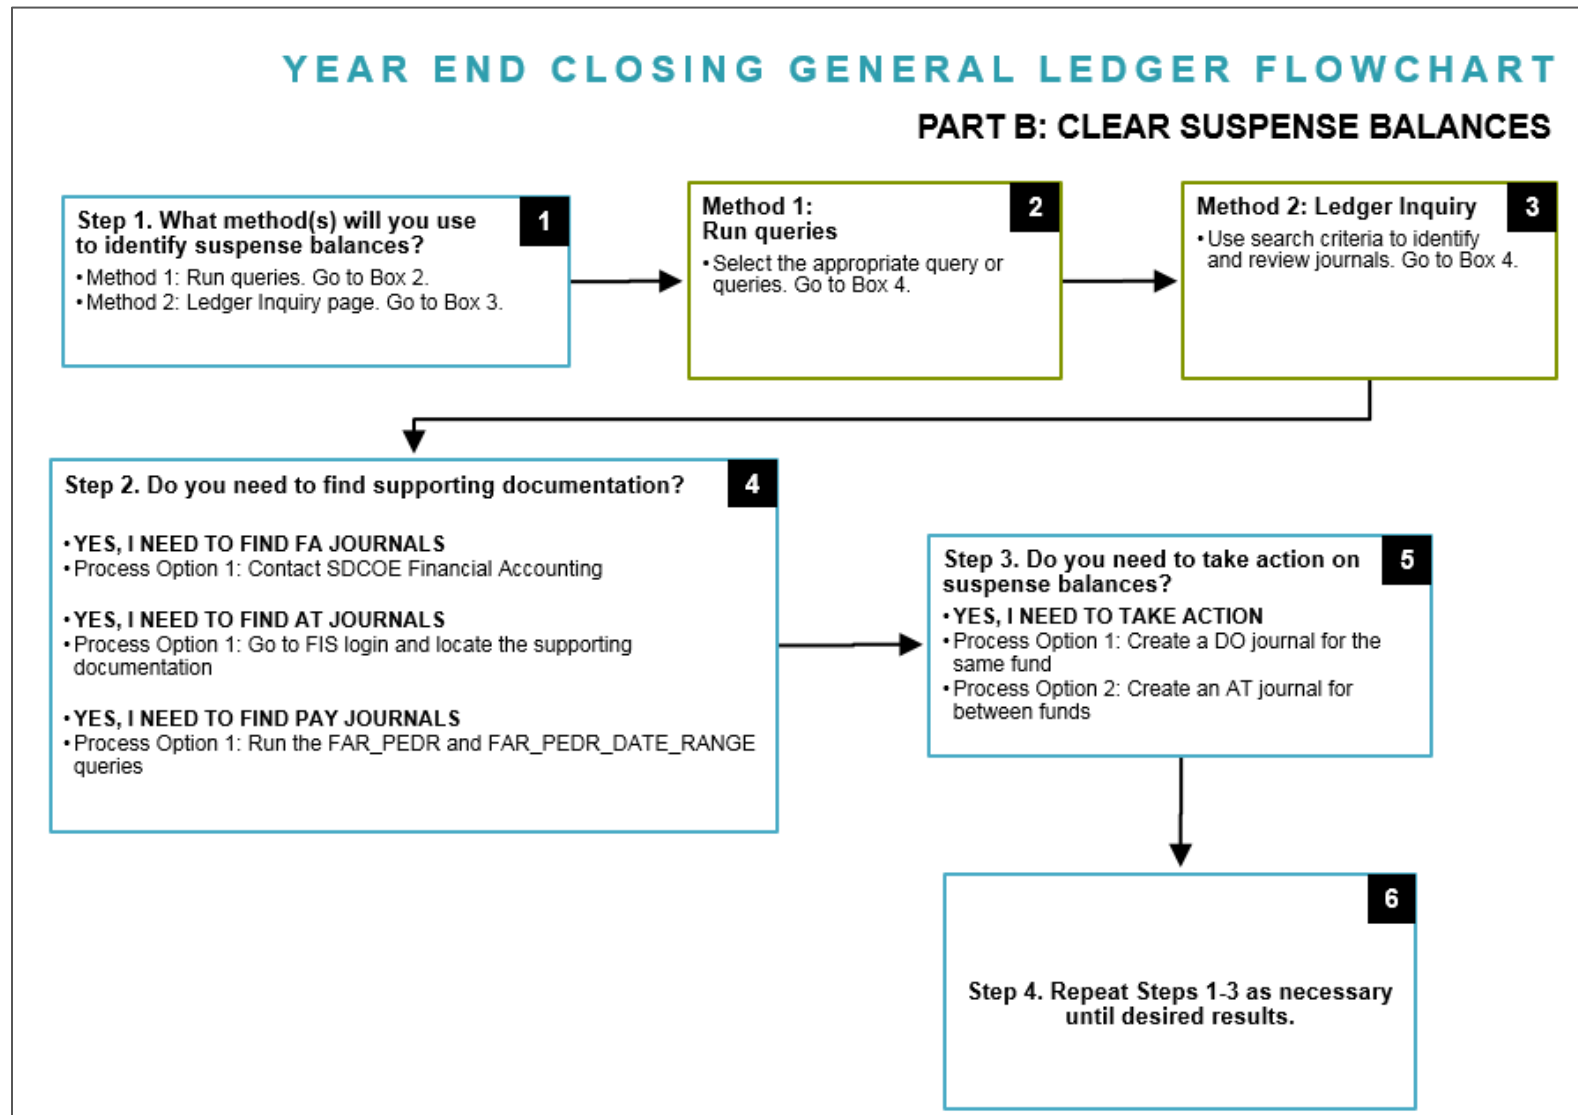 YEAR END CLOSING GENERAL LEDGER FLOWCHART
PART B: CLEAR SUSPENSE BALANCES
1
Step 1. What method(s) will you use
to identify suspense balances?
• Method 1: Run queries. Go to Box 2.
• Method 2: Ledger Inquiry page. Go to Box 3.
2
Method 1:
Run queries
• Select the appropriate query or
queries. Go to Box 4.
3
Method 2: Ledger Inquiry
• Use search criteria to identify
and review journals. Go to Box 4.
4
Step 2. Do you need to find supporting documentation?
• YES, I NEED TO FIND FA JOURNALS
• Process Option 1: Contact SDCOE Financial Accounting
• YES, I NEED TO FIND AT JOURNALS
• Process Option 1: Go to FIS login and locate the supporting
documentation
• YES, I NEED TO FIND PAY JOURNALS
• Process Option 1: Run the FAR_PEDR and FAR_PEDR_DATE_RANGE
queries
5
Step 3. Do you need to take action on
suspense balances?
• YES, I NEED TO TAKE ACTION
• Process Option 1: Create a DO journal for the
same fund
• Process Option 2: Create an AT journal for
between funds
6
Step 4. Repeat Steps 1-3 as necessary
until desired results.